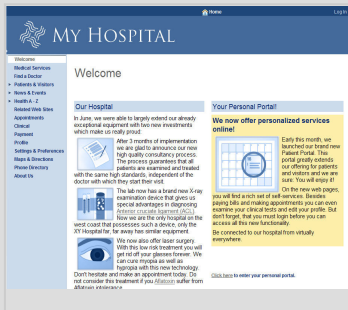 Home Log In
My Hospital
Welcome
Medical Services
Find a Doctor
Patients & Visitors
News & Events
Health A - Z
Related Web Sites
Appointments
Clinical
Payment
Profile
Settings & Preferences
Maps & Directions
Phone Directory
About Us
Welcome
Our Hospital
In June, we were able to largely extend our already
exceptional equipment with two new investments
which make us really proud:
After 3 months of implementation
we are glad to announce our new
high quality consultancy process.
The process guarantees that all
patients are examined and treated
with the same high standards, independent of the
doctor with which they start their visit.
The lab now has a brand new X-ray
examination device that gives us
special advantages in diagnosing
Anterior cruciate ligament (ACL).
Now we are the only hospital on the
west coast that possesses such a device, only the
XY Hospital far, far away has similar equipment
We now also offer laser surgery.
With this low risk treatment you will
get rid off your glasses forever. We
can cure myopia as well as
hypropia with this new technology.
Don't hesitate and make an appointment today. Do
not consider this treatment if you Aflatoxin suffer from
Aflatoxin intolerance
Your Personal Portal!
We now offer personalized services
online!
Early this month, we
launched our brand new
Patient Portal. This
portal greatly extends
our offering for patients
and visitors and we are
sure: You will enjoy it!
On the new web pages,
you will find a rich set of self-services. Besides
paying bills and making appointments you can even
examine your clinical tests and edit your profile. But
don't forget, that you must login before you can
access all this new functionality.
Be connected to our hospital from virtually
everywhere.
Click here to enter your personal portal.